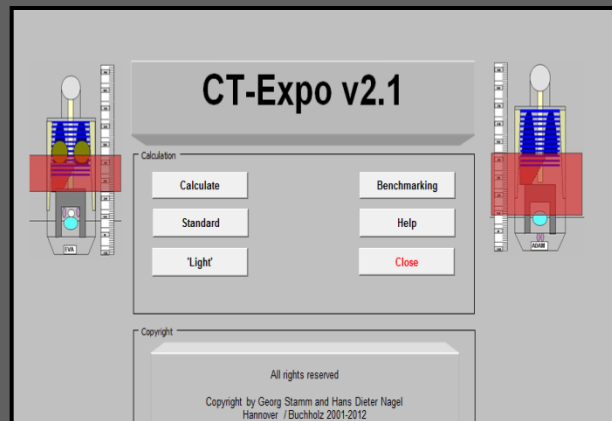 CT-Expo v2.1
Calculation
Calculate
Benchmarking
Standard
Help
'Light'
Close
EVA
ADAM
Copyright
All rights reserved
Copyright by Georg Stamm and Hans Dieter Nagel
Hannover / Buchholz 2001-2012